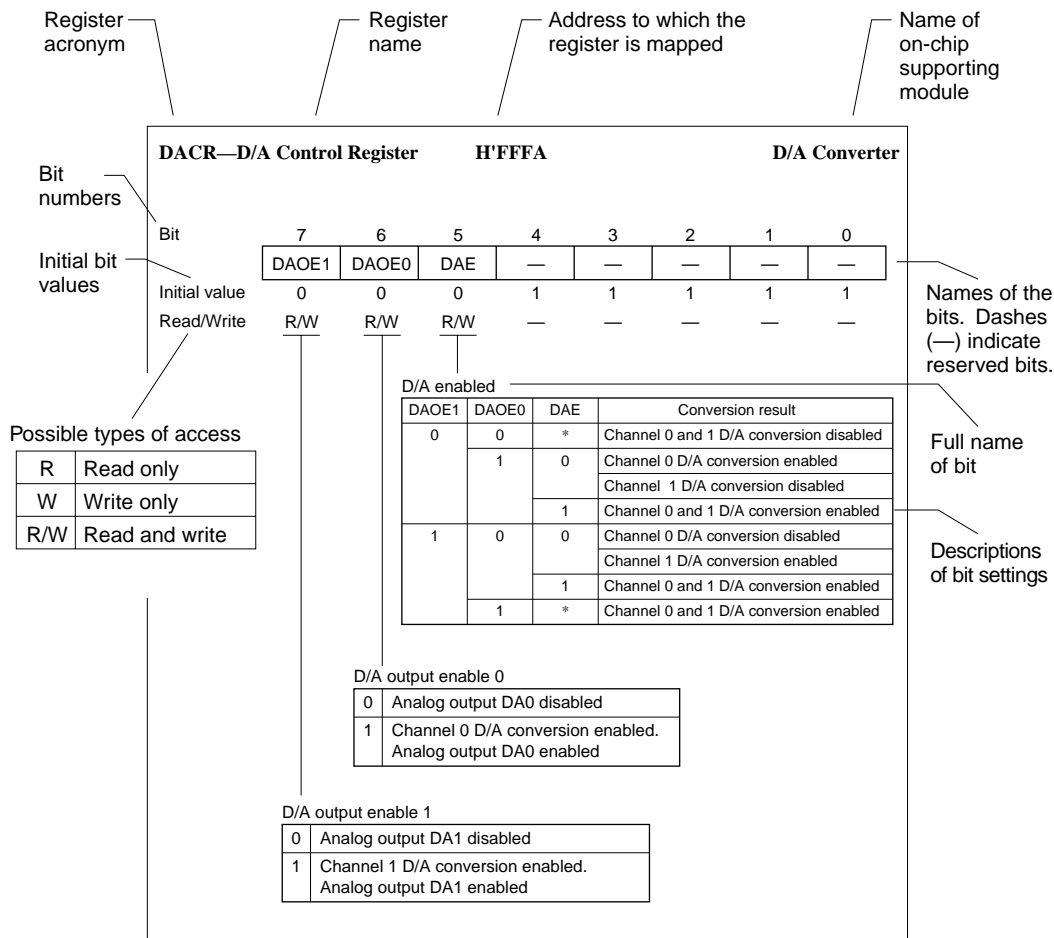 Register
acronym
Register
name
Address to which the
register is mapped
Name of
on-chip
supporting
module
DACR—D/A Control Register H'FFFA D/A Converter
Bit
numbers
Bit 7 6 5 4 3 2 1 0
DAOE1 DAOE0 DAE — — — — —
Initial bit
values
Initial value 0 0 0 1 1 1 1 1
Read/Write R/W R/W R/W — — — — —
Names of the
bits. Dashes
(—) indicate
reserved bits.
Possible types of access
R Read only
W Write only
R/W Read and write
D/A enabled
DAOE1 DAOE0 DAE Conversion result
0 0 * Channel 0 and 1 D/A conversion disabled
1 0 Channel 0 D/A conversion enabled
Channel 1 D/A conversion disabled
1 Channel 0 and 1 D/A conversion enabled
1 0 0 Channel 0 D/A conversion disabled
Channel 1 D/A conversion enabled
1 Channel 0 and 1 D/A conversion enabled
1 * Channel 0 and 1 D/A conversion enabled
Full name
of bit
Descriptions
of bit settings
D/A output enable 0
0 Analog output DA0 disabled
1 Channel 0 D/A conversion enabled.
Analog output DA0 enabled
D/A output enable 1
0 Analog output DA1 disabled
1 Channel 1 D/A conversion enabled.
Analog output DA1 enabled